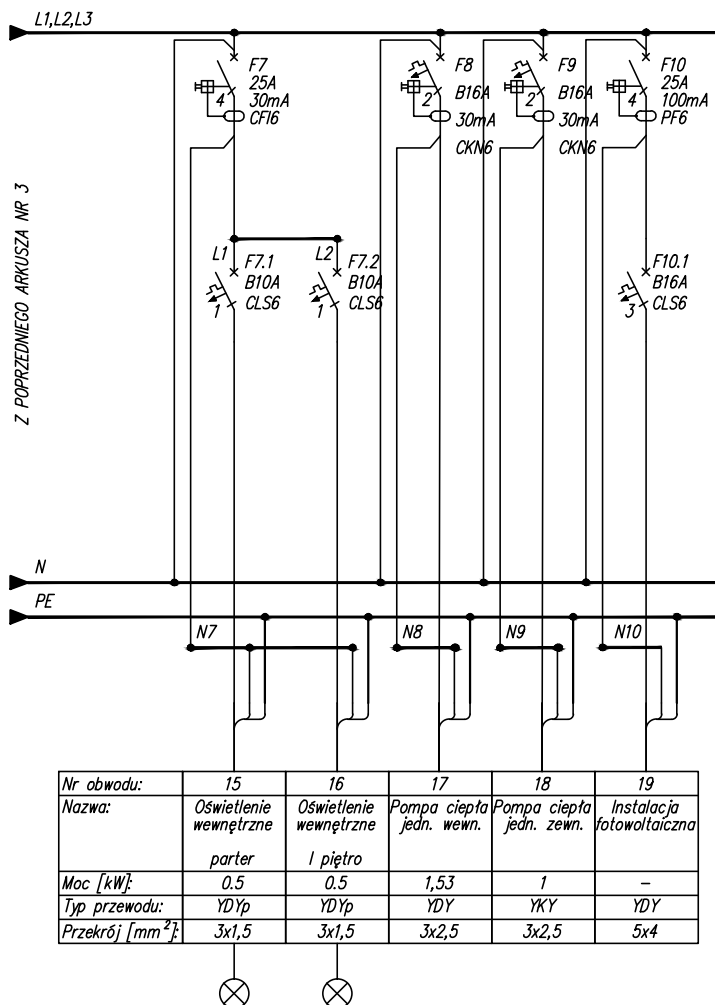 L1,L2,L3
F7
25A
30mA
CFI6
4
F8
B16A
30mA
CKN6
2
F9
B16A
30mA
CKN6
2
F10
25A
100mA
PF6
4
Z POPRZEDNIEGO ARKUSZA NR 3
L1
F7.1
B10A
CLS6
1
L2
F7.2
B10A
CLS6
1
F10.1
B16A
CLS6
3
N
PE
N7
N8
N9
N10
Nr obwodu: 15 16 17 18 19
Nazwa: Oświetlenie Oświetlenie Pompa ciepła Pompa ciepła Instalacja
wewnętrzne wewnętrzne jedn. wewn. jedn. zewn. fotowoltaiczna
parter I piętro
Moc [kW]: 0.5 0.5 1,53 1 –
Typ przewodu: YDYp YDYp YDY YKY YDY
Przekrój [mm²]: 3x1,5 3x1,5 3x2,5 3x2,5 5x4